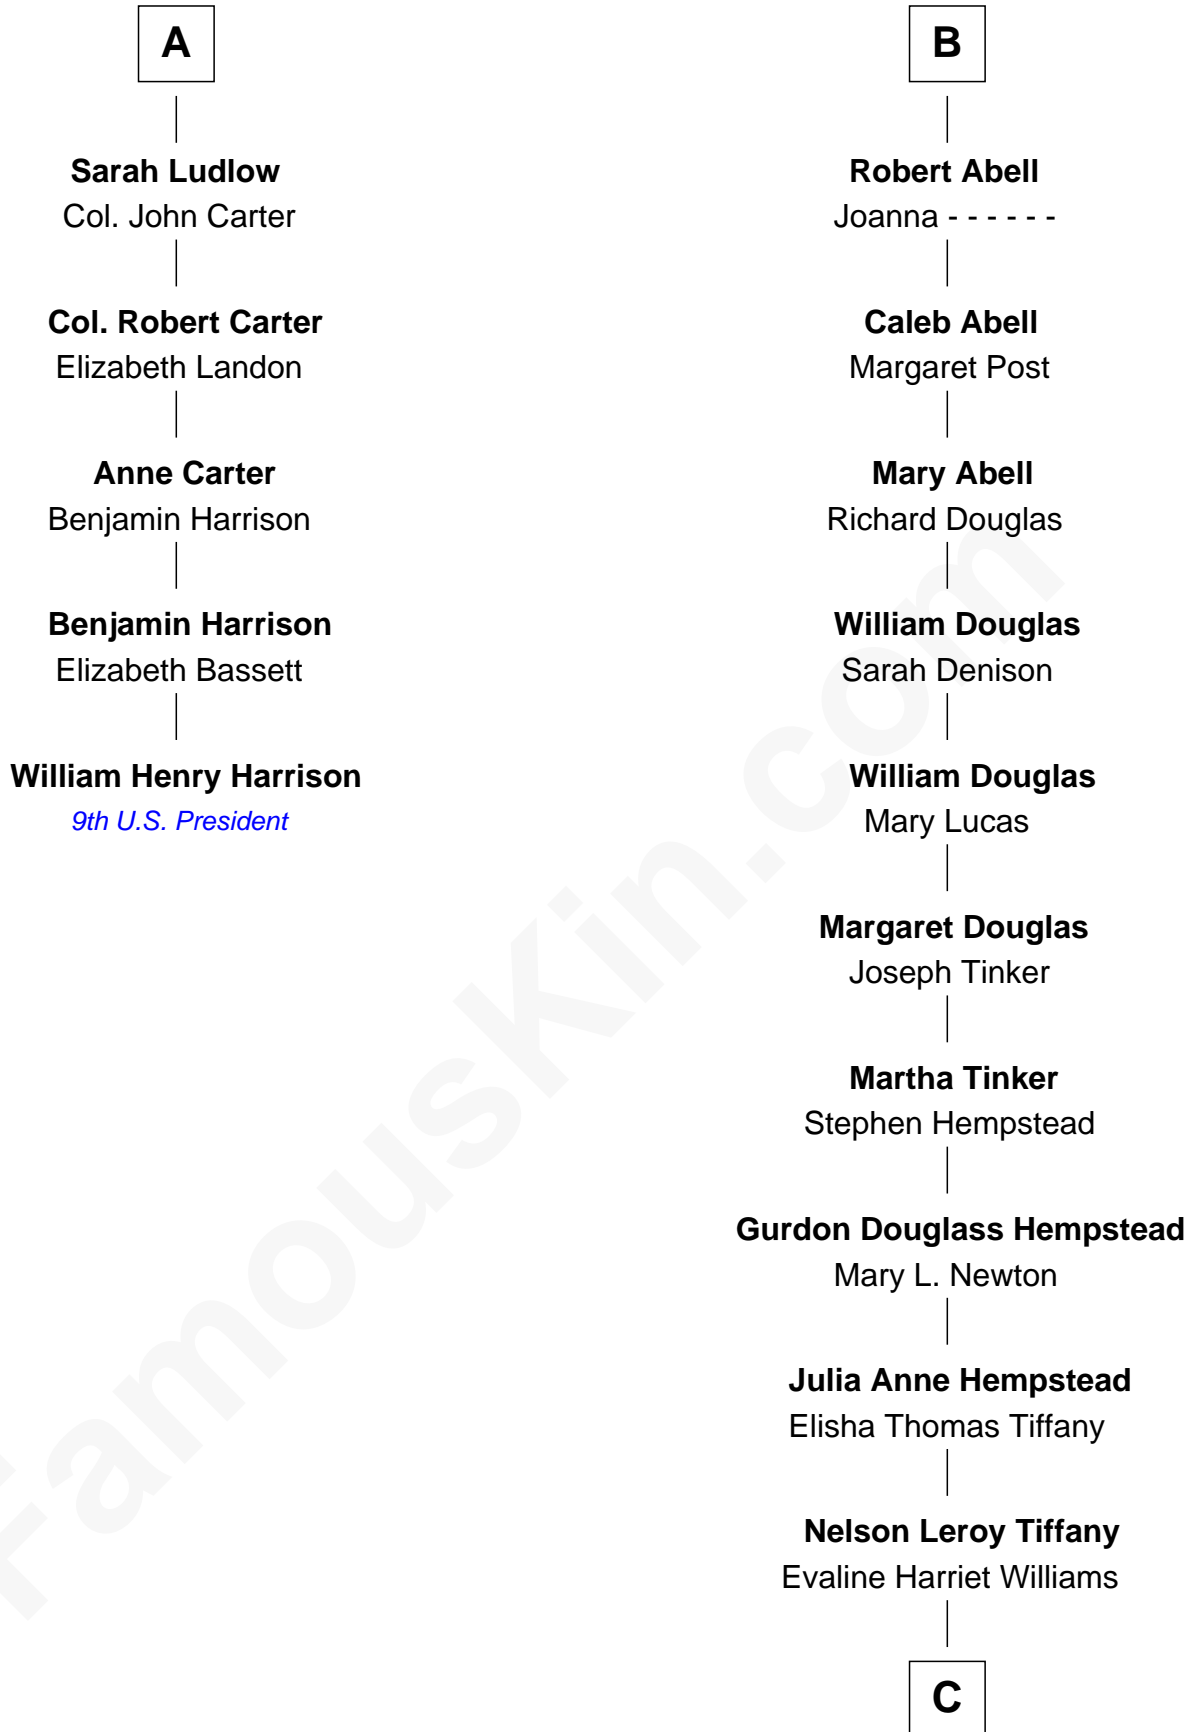 A
Sarah Ludlow
Col. John Carter
Col. Robert Carter
Elizabeth Landon
Anne Carter
Benjamin Harrison
Benjamin Harrison
Elizabeth Bassett
William Henry Harrison
9th U.S. President
B
Robert Abell
Joanna - - - - - -
Caleb Abell
Margaret Post
Mary Abell
Richard Douglas
William Douglas
Sarah Denison
William Douglas
Mary Lucas
Margaret Douglas
Joseph Tinker
Martha Tinker
Stephen Hempstead
Gurdon Douglass Hempstead
Mary L. Newton
Julia Anne Hempstead
Elisha Thomas Tiffany
Nelson Leroy Tiffany
Evaline Harriet Williams
C
FamousKin.com